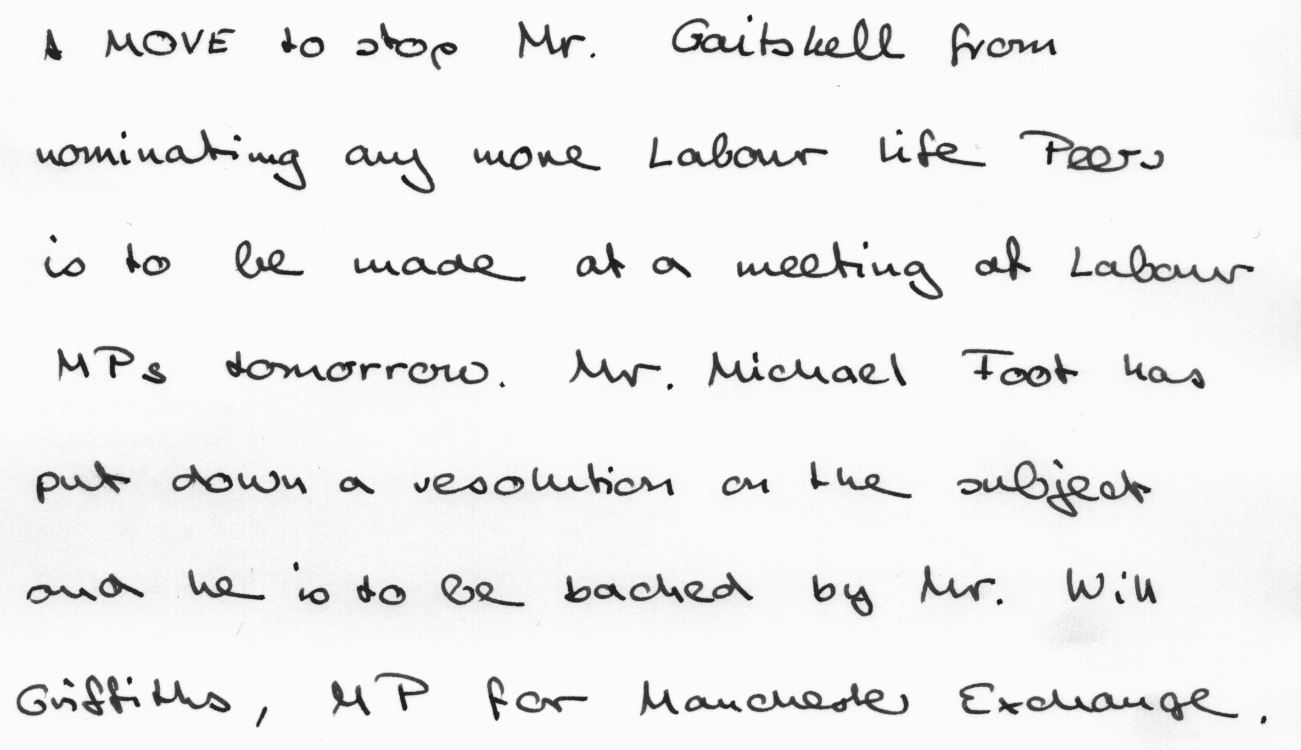 A MOVE to stop Mr. Gaitskell from
nominating any more Labour life Peers
is to be made at a meeting of Labour
MPs tomorrow. Mr. Michael Foot has
put down a resolution on the subject
and he is to be backed by Mr. Will
Griffiths, MP for Manchester Exchange.